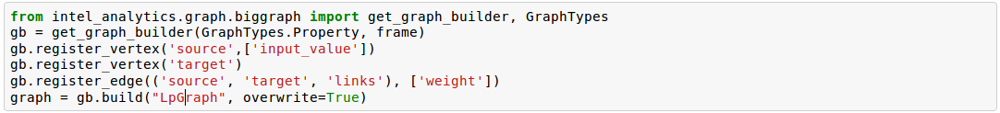 from intel_analytics.graph.biggraph import get_graph_builder, GraphTypes
gb = get_graph_builder(GraphTypes.Property, frame)
gb.register_vertex('source',['input_value'])
gb.register_vertex('target')
gb.register_edge(('source', 'target', 'links'), ['weight'])
graph = gb.build("LpGraph", overwrite=True)